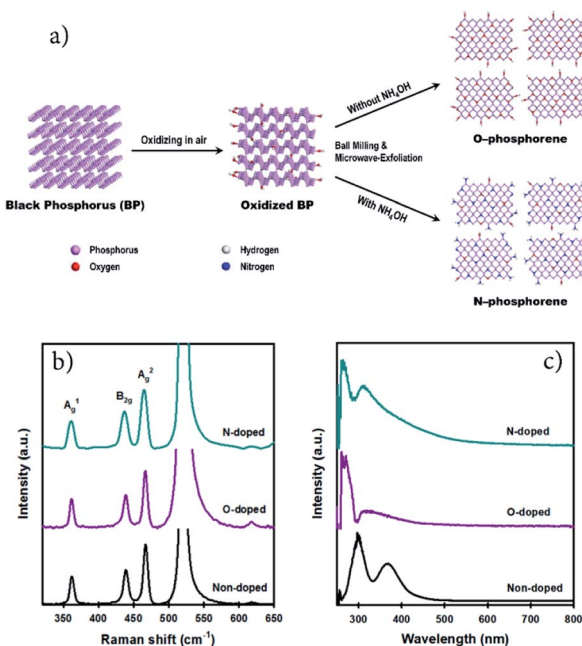 a)
Without NH4OH
O-phosphorene
Oxidizing in air
Ball Milling &
Microwave-Exfoliation
Black Phosphorus (BP)
Oxidized BP
With NH4OH
Phosphorus
Hydrogen
Oxygen
Nitrogen
N-phosphorene
b)
Ag1
B2g
Ag2
N-doped
O-doped
Non-doped
Intensity (a.u.)
350 400 450 500 550 600 650
Raman shift (cm-1)
c)
N-doped
O-doped
Non-doped
Intensity (a.u.)
300 400 500 600 700 800
Wavelength (nm)